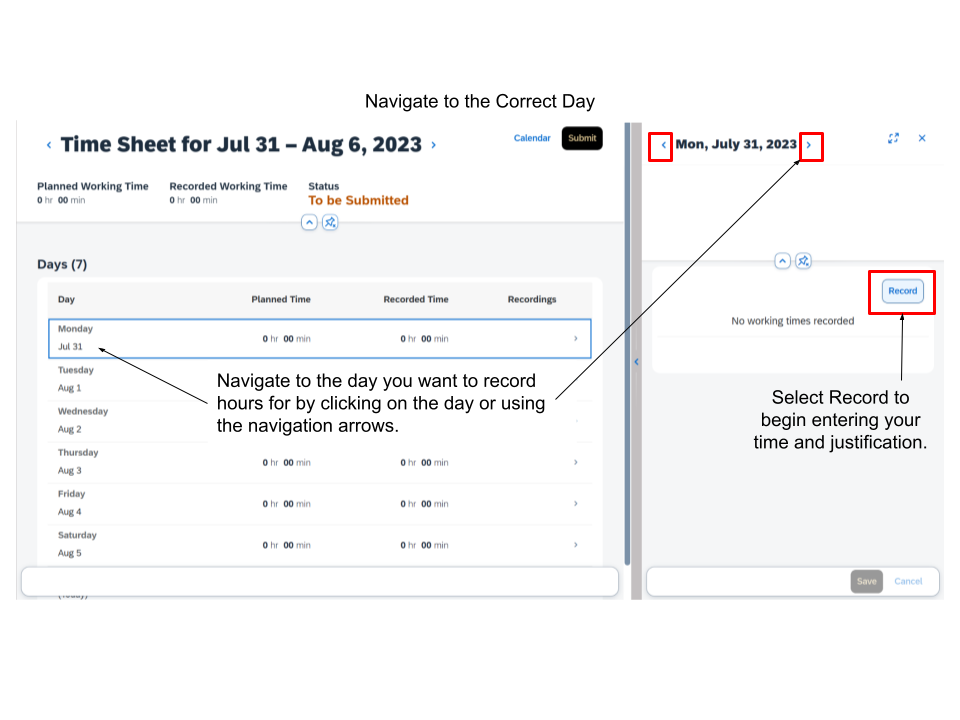 Navigate to the Correct Day
Time Sheet for Jul 31 – Aug 6, 2023
Calendar
Submit
Planned Working Time
0 hr 00 min
Recorded Working Time
0 hr 00 min
Status
To be Submitted
Days (7)
Day Planned Time Recorded Time Recordings
Monday
Jul 31
0 hr 00 min 0 hr 00 min
Tuesday
Aug 1
Wednesday
Aug 2
Navigate to the day you want to record
hours for by clicking on the day or using
the navigation arrows.
Thursday
Aug 3
0 hr 00 min 0 hr 00 min
Friday
Aug 4
0 hr 00 min 0 hr 00 min
Saturday
Aug 5
0 hr 00 min 0 hr 00 min
Mon, July 31, 2023
Record
No working times recorded
Select Record to
begin entering your
time and justification.
Save
Cancel